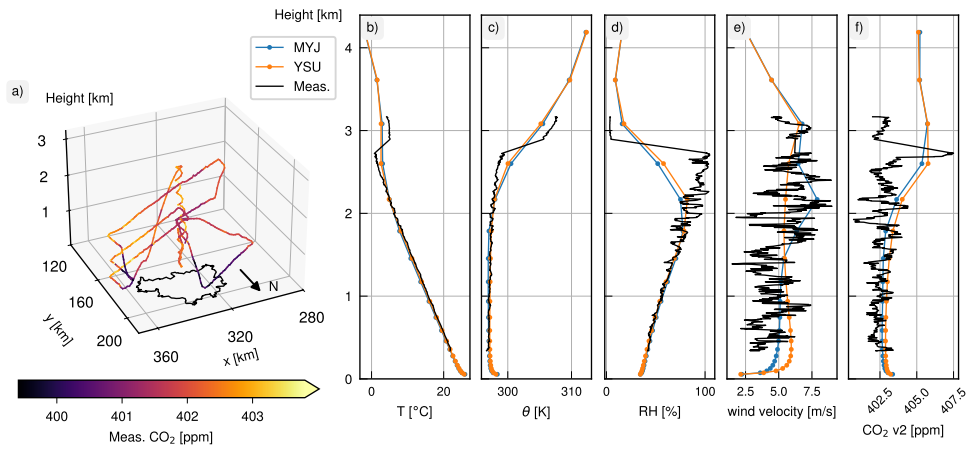 Height [km]
MYJ
YSU
Meas.
a)
Height [km]
3
2
1
120
160
200
y [km]
360
320
280
x [km]
N
400
401
402
403
Meas. CO₂ [ppm]
b)
c)
d)
e)
f)
4
3
2
1
0
0
20
T [°C]
300
310
θ [K]
0
100
RH [%]
2.5
5.0
7.5
wind velocity [m/s]
402.5
405.0
407.5
CO₂ v2 [ppm]